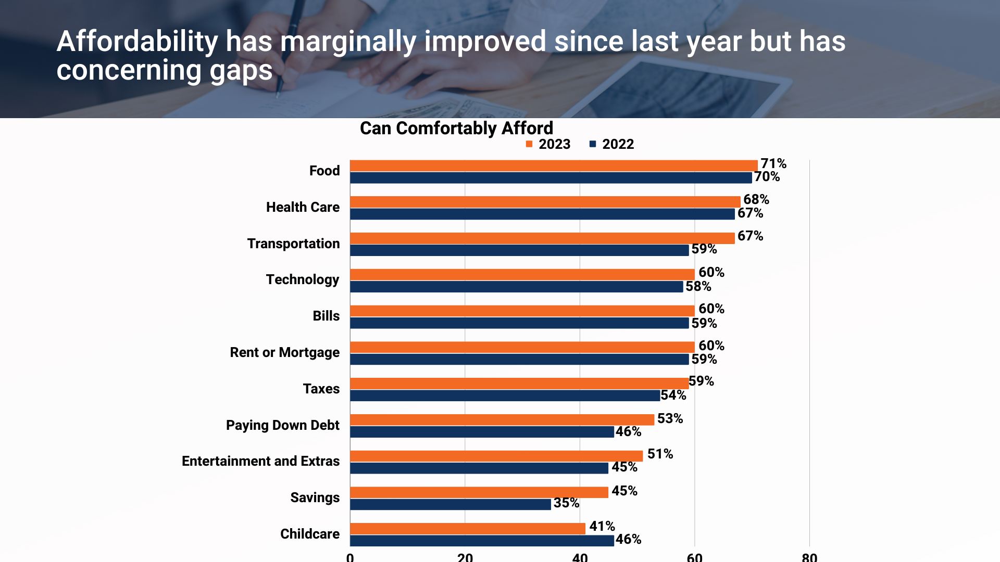 Affordability has marginally improved since last year but has
concerning gaps
Can Comfortably Afford
2023 2022
Food 71%
70%
Health Care 68%
67%
Transportation 67%
59%
Technology 60%
58%
Bills 60%
59%
Rent or Mortgage 60%
59%
Taxes 59%
54%
Paying Down Debt 53%
46%
Entertainment and Extras 51%
45%
Savings 45%
35%
Childcare 41%
46%
0 20 40 60 80